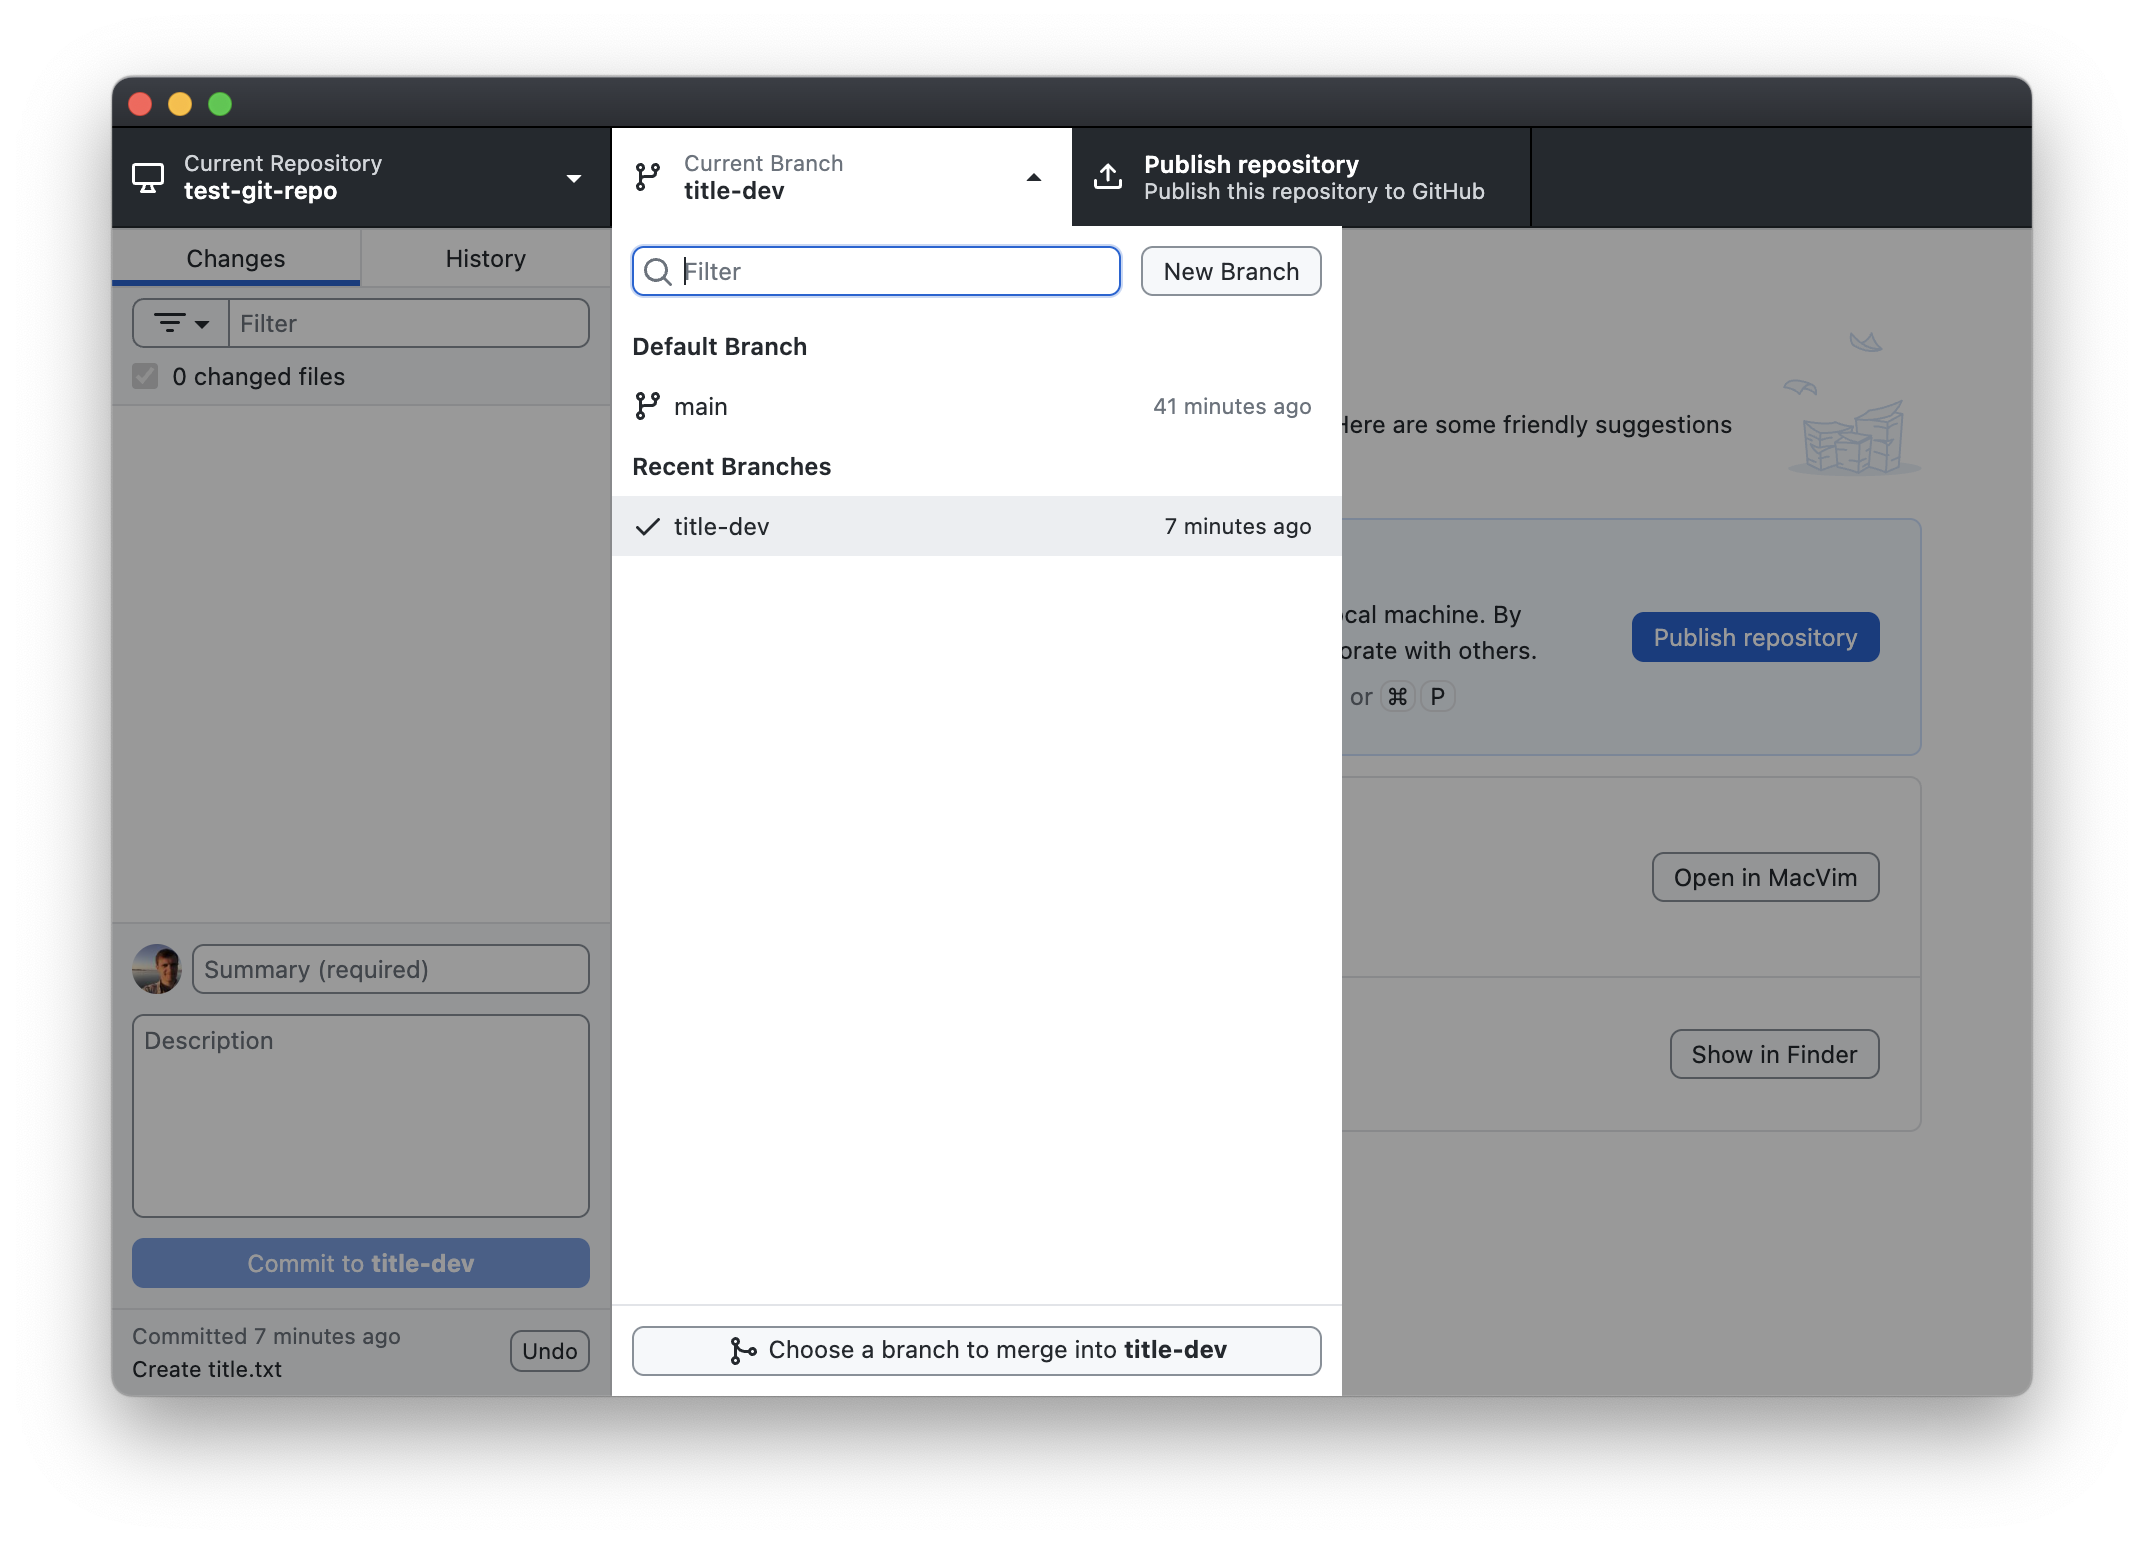 Current Repository
test-git-repo
Current Branch
title-dev
Publish repository
Publish this repository to GitHub
Changes
History
Filter
0 changed files
Filter
New Branch
Default Branch
main
41 minutes ago
Recent Branches
title-dev
7 minutes ago
Here are some friendly suggestions
cal machine. By
orate with others.
Publish repository
or ⌘ P
Open in MacVim
Show in Finder
Summary (required)
Description
Commit to title-dev
Committed 7 minutes ago
Create title.txt
Undo
Choose a branch to merge into title-dev